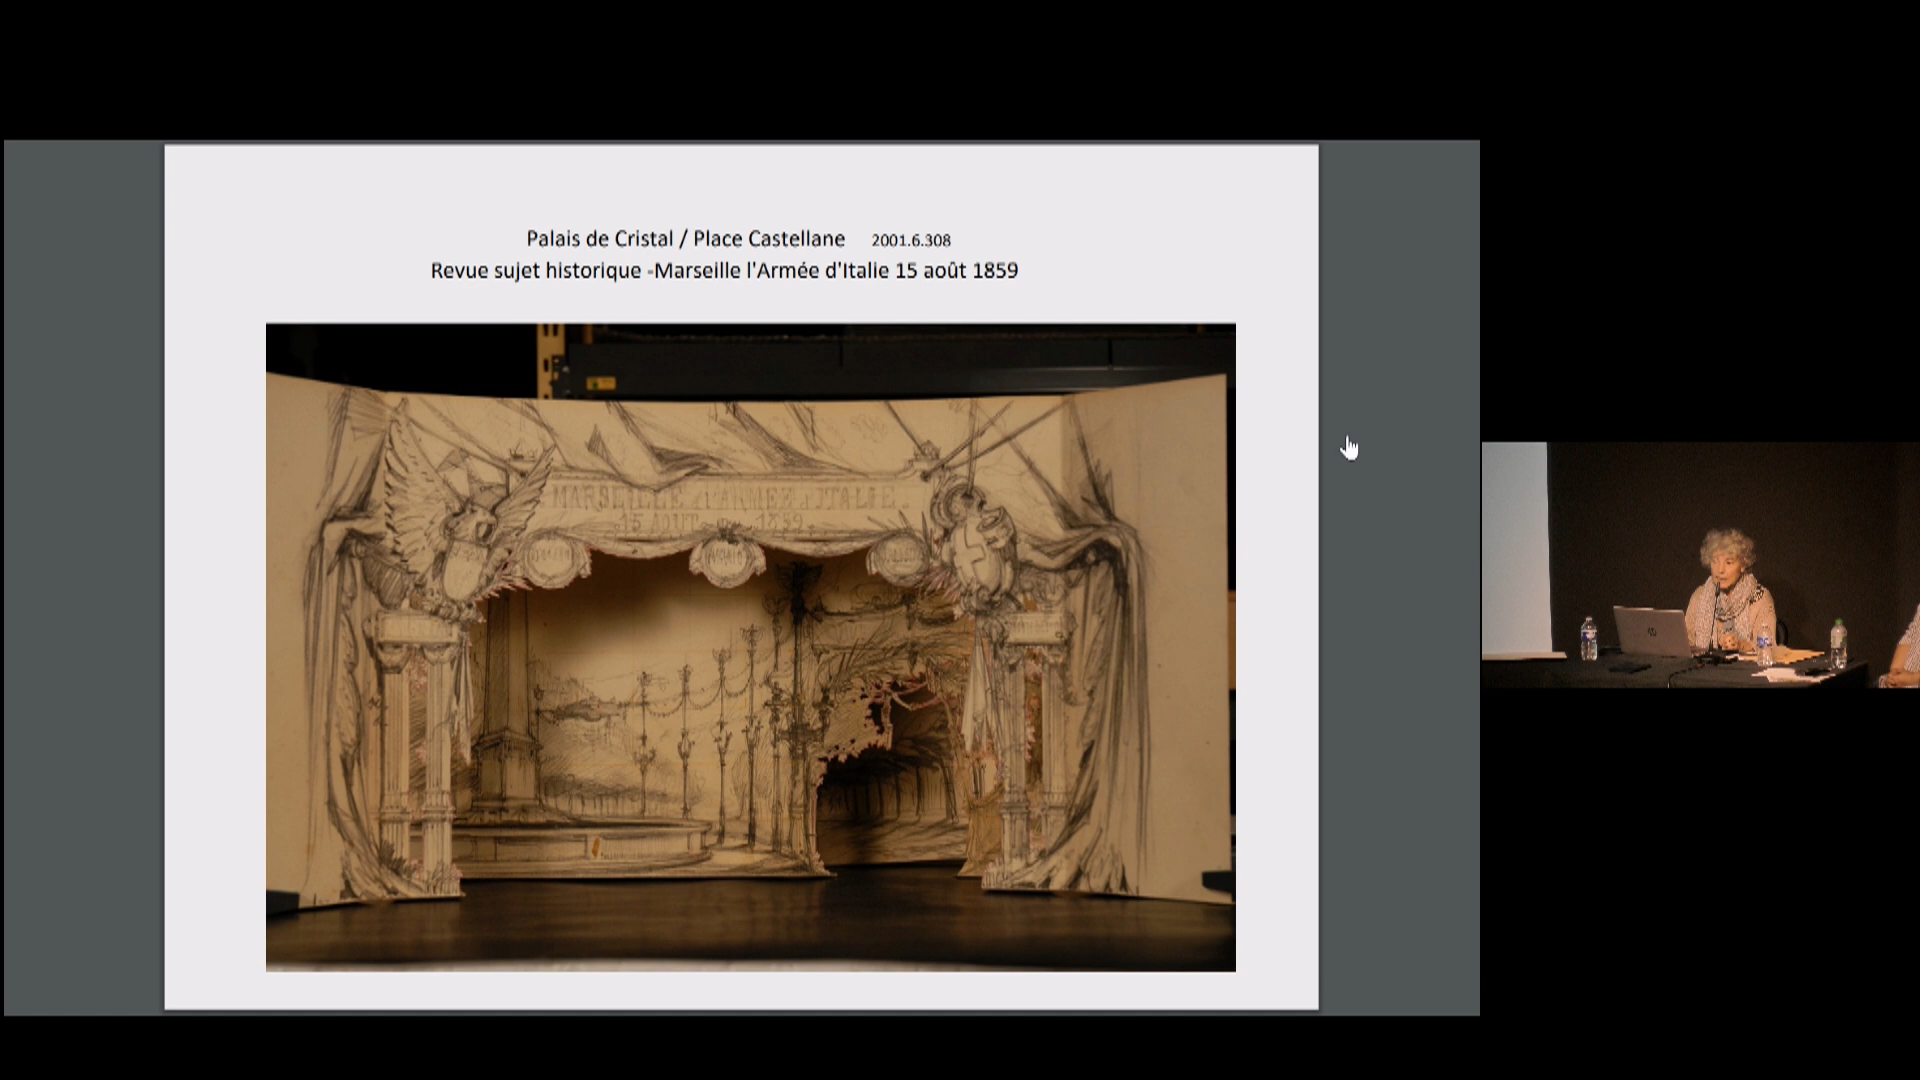 Palais de Cristal / Place Castellane 2001.6.308
Revue sujet historique -Marseille l'Armée d'Italie 15 août 1859
MARSEILLE à l'ARMÉE d'ITALIE
15 AOUT 1859